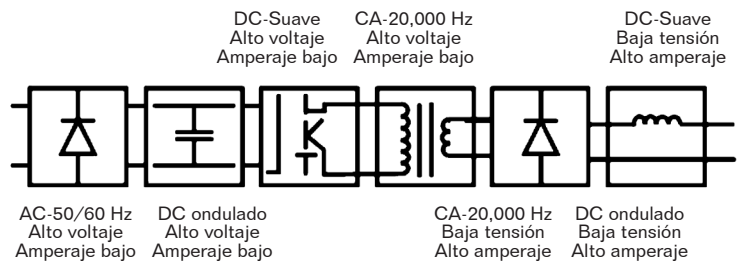 DC-Suave
Alto voltaje
Amperaje bajo
CA-20,000 Hz
Alto voltaje
Amperaje bajo
DC-Suave
Baja tensión
Alto amperaje
AC-50/60 Hz
Alto voltaje
Amperaje bajo
DC ondulado
Alto voltaje
Amperaje bajo
CA-20,000 Hz
Baja tensión
Alto amperaje
DC ondulado
Baja tensión
Alto amperaje